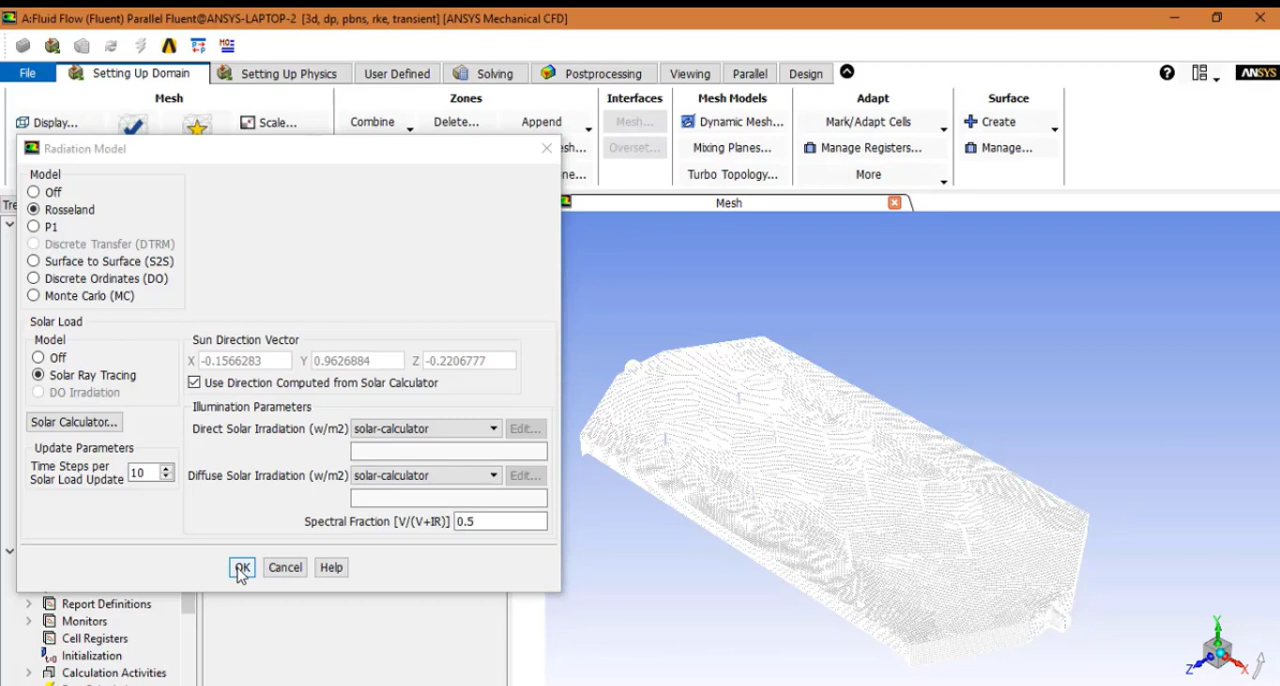 A:Fluid Flow (Fluent) Parallel Fluent@ANSYS-LAPTOP-2 [3d, dp, pbns, rke, transient] [ANSYS Mechanical CFD]
File
Setting Up Domain
Setting Up Physics
User Defined
Solving
Postprocessing
Viewing
Parallel
Design
ANSYS
Mesh
Zones
Interfaces
Mesh Models
Adapt
Surface
Display...
Scale...
Combine
Delete...
Append
Mesh...
Dynamic Mesh...
Mark/Adapt Cells
Create
Overset...
Mixing Planes...
Manage Registers...
Manage...
Turbo Topology...
More
Radiation Model
Mesh
Model
Off
Rosseland
P1
Discrete Transfer (DTRM)
Surface to Surface (S2S)
Discrete Ordinates (DO)
Monte Carlo (MC)
Solar Load
Model
Off
Solar Ray Tracing
DO Irradiation
Solar Calculator...
Update Parameters
Time Steps per
Solar Load Update
10
Sun Direction Vector
X -0.1566283 Y 0.9626884 Z -0.2206777
Use Direction Computed from Solar Calculator
Illumination Parameters
Direct Solar Irradiation (w/m2) solar-calculator Edit...
Diffuse Solar Irradiation (w/m2) solar-calculator Edit...
Spectral Fraction [V/(V+IR)] 0.5
OK Cancel Help
Report Definitions
Monitors
Cell Registers
Initialization
Calculation Activities
Y
Z
X